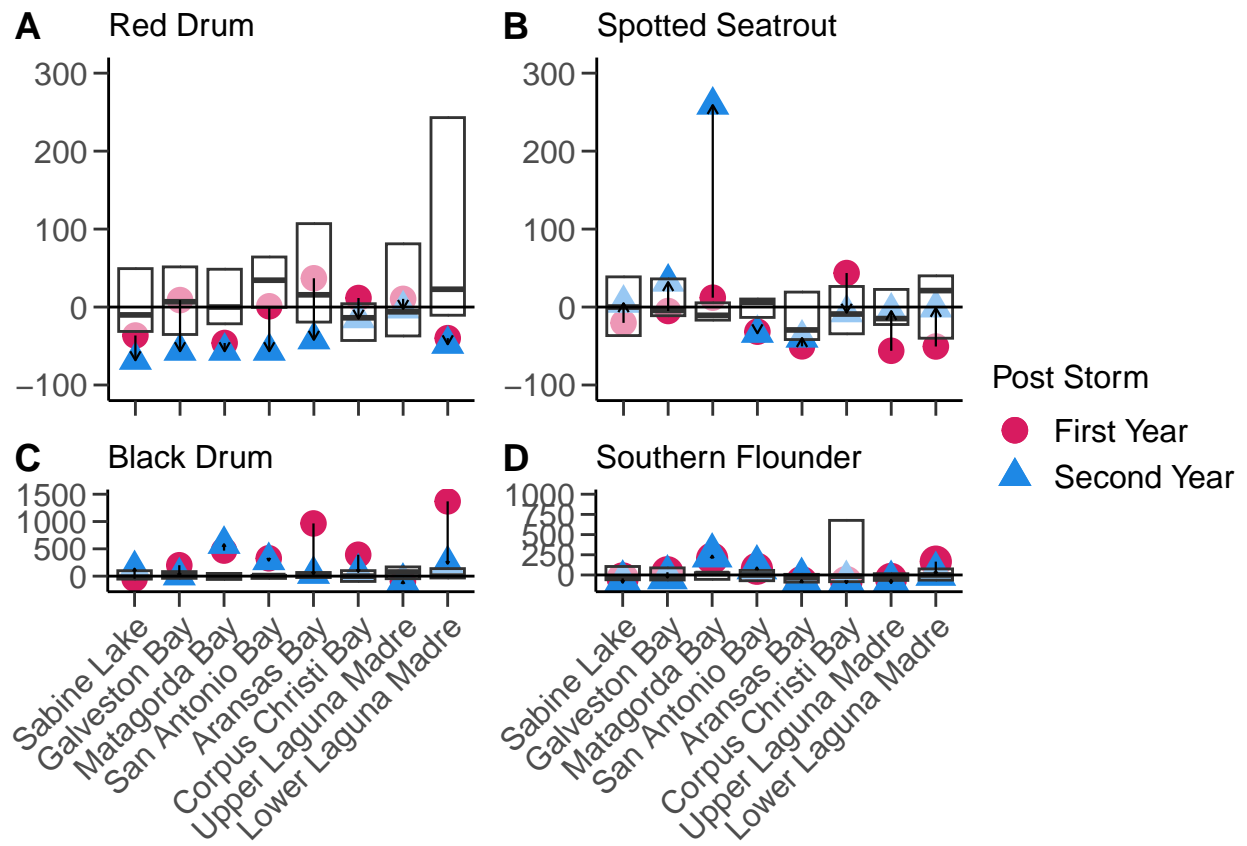 A Red Drum
300
200
100
0
−100
B Spotted Seatrout
300
200
100
0
−100
Post Storm
First Year
Second Year
C Black Drum
1500
1000
500
0
D Southern Flounder
1000
750
500
250
0
Sabine Lake
Galveston Bay
Matagorda Bay
San Antonio Bay
Aransas Bay
Corpus Christi Bay
Upper Laguna Madre
Lower Laguna Madre
Sabine Lake
Galveston Bay
Matagorda Bay
San Antonio Bay
Aransas Bay
Corpus Christi Bay
Upper Laguna Madre
Lower Laguna Madre